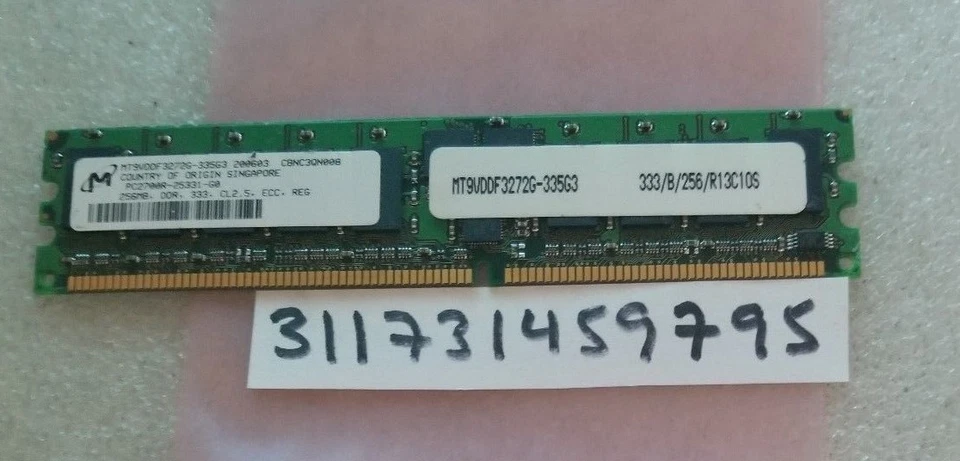 MT9VDDF3272G-335G3 200603 CBNC3QN008
COUNTRY OF ORIGIN SINGAPORE
PC2700R-25331-G0
256MB, DDR, 333, CL2.5, ECC, REG
MT9VDDF3272G-335G3 333/B/256/R13C10S
311731459795